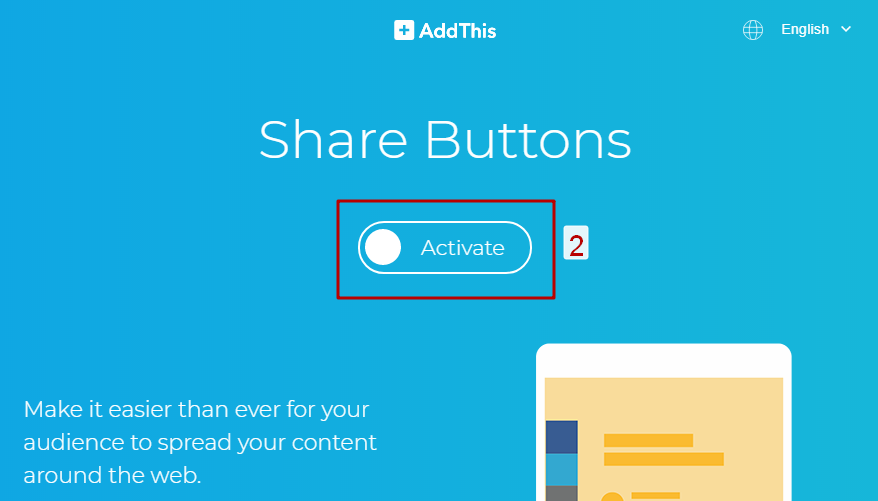 AddThis
English
Share Buttons
Activate
2
Make it easier than ever for your
audience to spread your content
around the web.